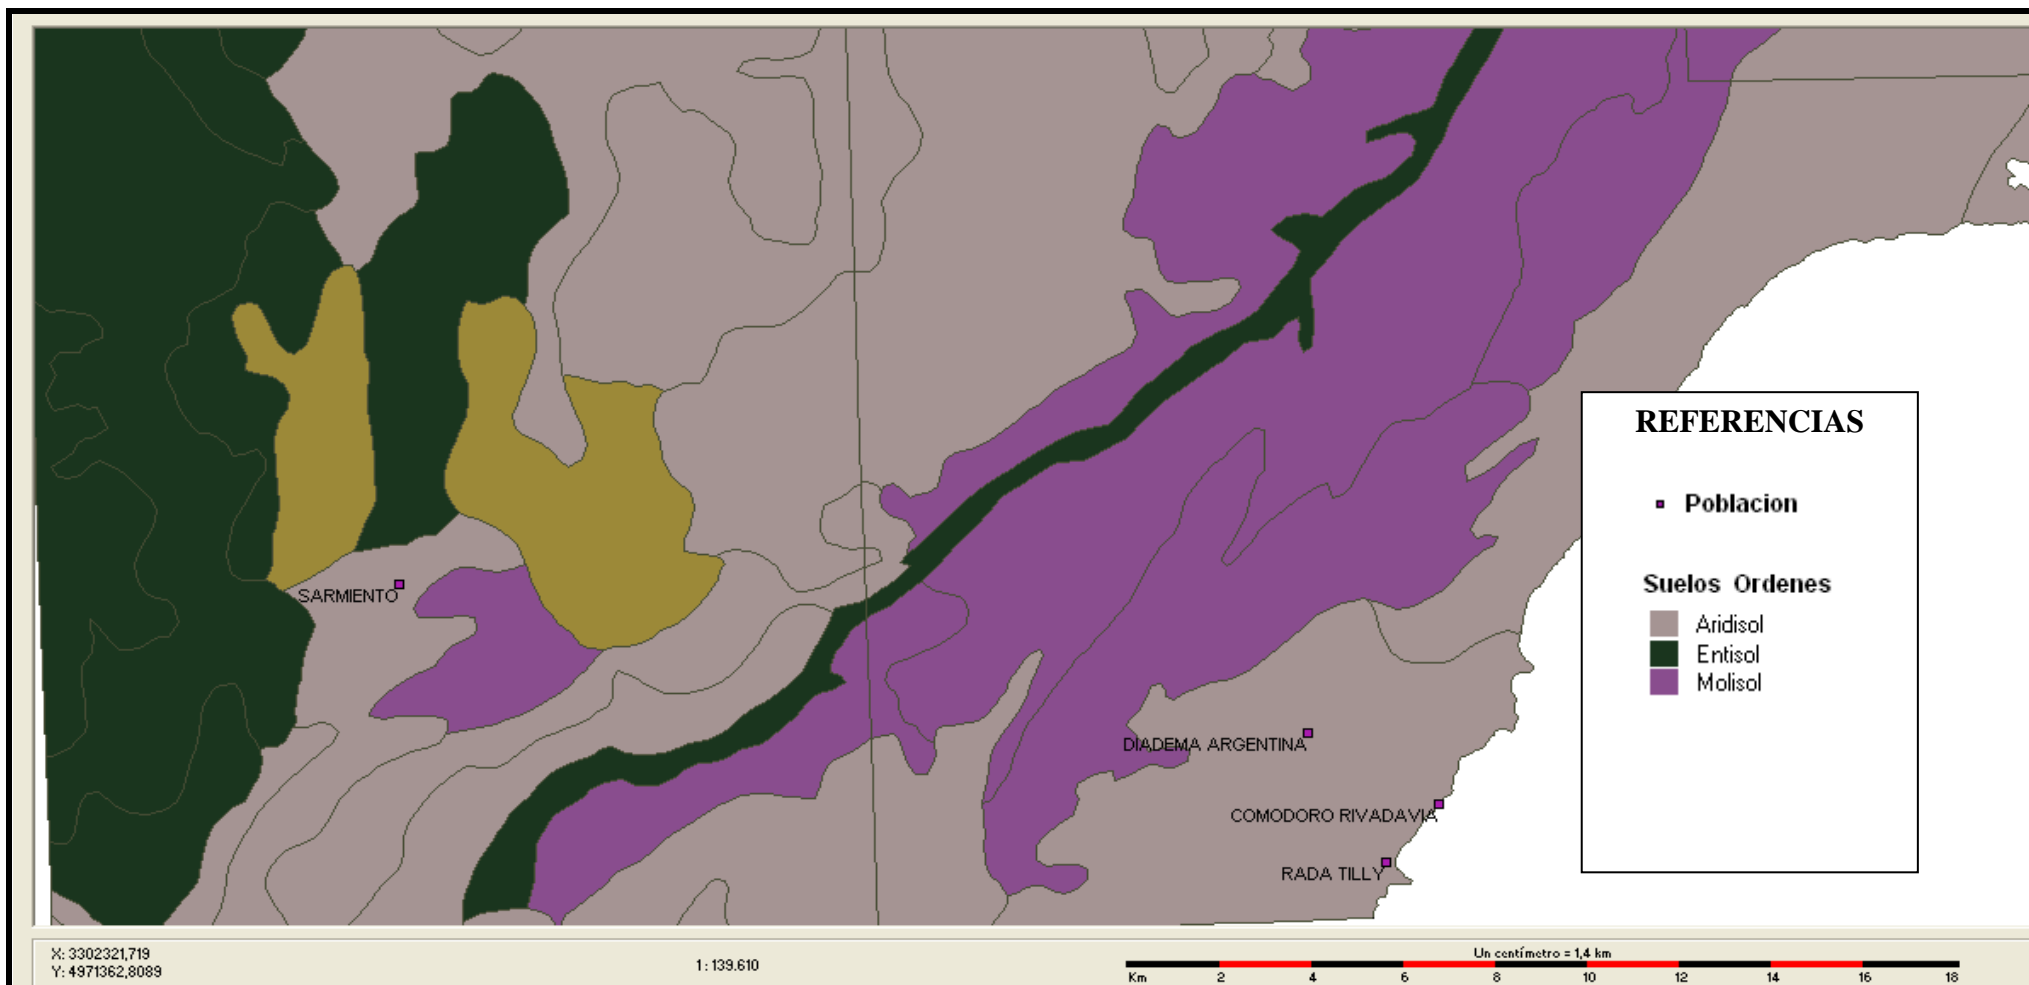 REFERENCIAS
Poblacion
Suelos Ordenes
Aridisol
Entisol
Molisol
SARMIENTO
DIADEMA ARGENTINA
COMODORO RIVADAVIA
RADA TILLY
X: 3302321,719
Y: 4971362,8089
1: 139.610
Un centímetro = 1,4 km
Km 2 4 6 8 10 12 14 16 18